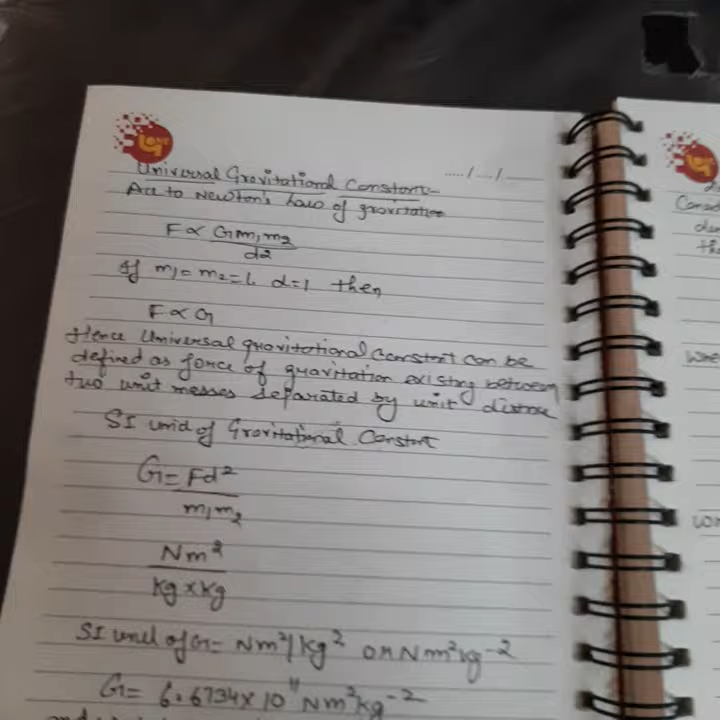 Universal Gravitational Constant
..../.../......
Acc to Newton's Laws of gravitation
F ∝ Gm1m2
d2
If m1 = m2 = 1, d=1 then
F ∝ G
Hence Universal gravitational constant can be
defined as force of gravitation existing between
two unit masses separated by unit distance
SI unid of Gravitational Constant
G = Fd²
m1m2
Nm²
Kg x Kg
SI unit of G = Nm²/kg² or Nm²kg-2
G = 6.6734 x 10 11 Nm²kg-2